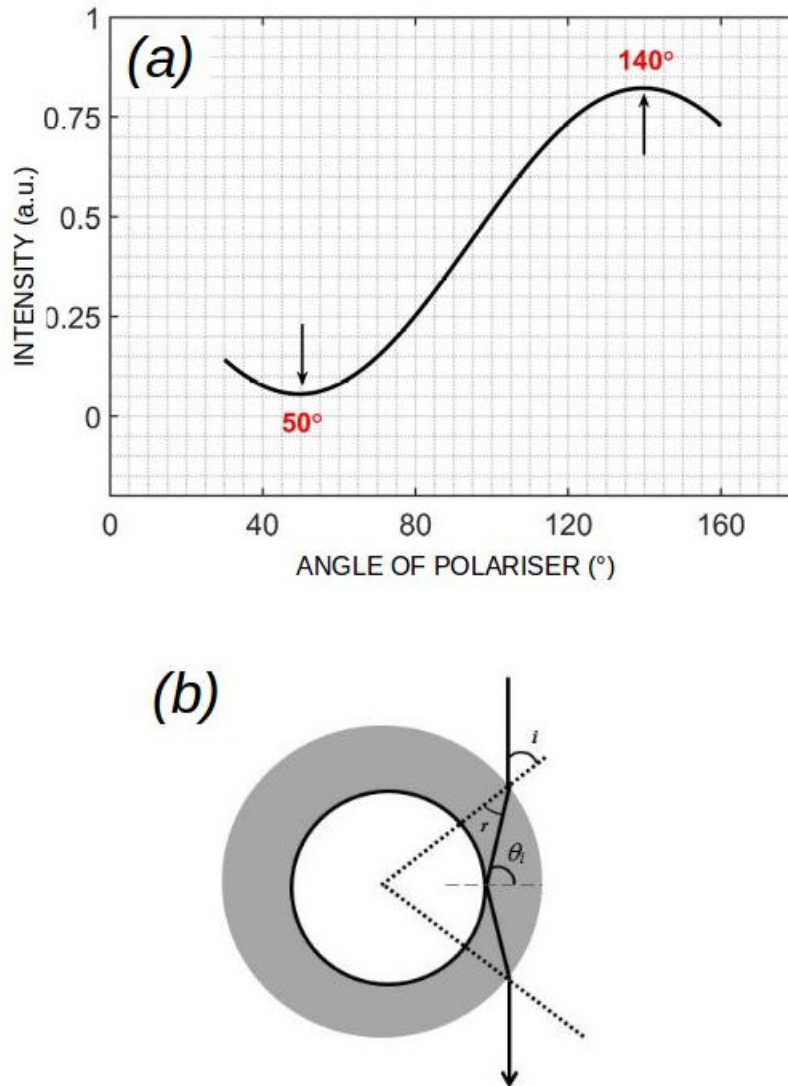 (a)
1
0.75
0.5
0.25
0
140°
50°
INTENSITY (a.u.)
0 40 80 120 160
ANGLE OF POLARISER (°)
(b)
i
r
θi